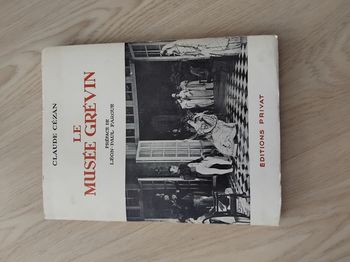 CLAUDE CÉZAN
LE
MUSÉE GRÉVIN
PRÉFACE DE
LÉON-PAUL FARGUE
ÉDITIONS PRIVAT